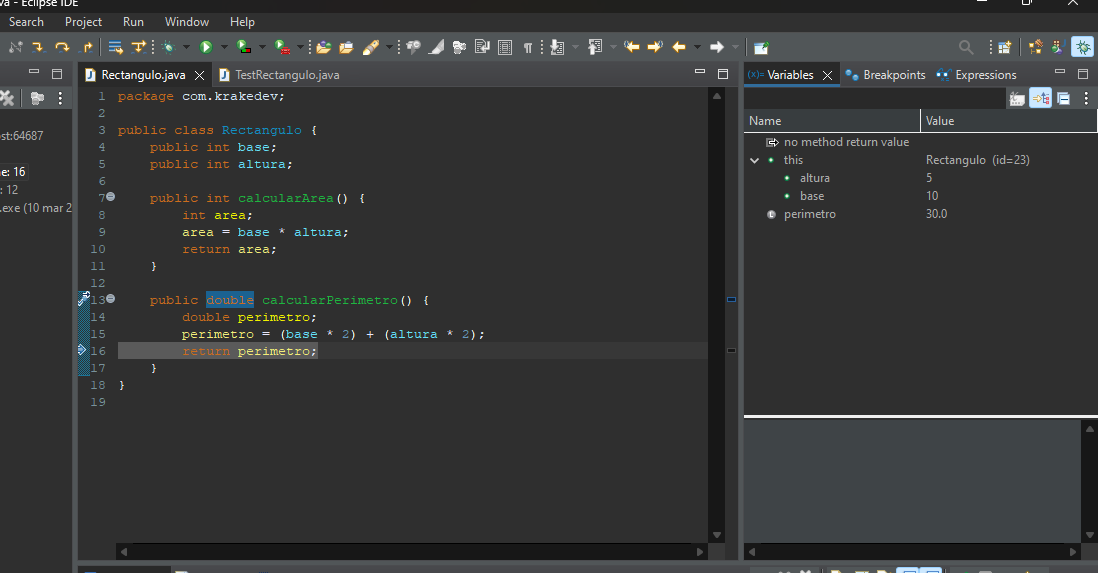 va - Eclipse IDE
Search Project Run Window Help
Rectangulo.java
TestRectangulo.java
1 package com.krakedev;
2
3 public class Rectangulo {
4 public int base;
5 public int altura;
6
7 public int calcularArea() {
8 int area;
9 area = base * altura;
10 return area;
11 }
12
13 public double calcularPerimetro() {
14 double perimetro;
15 perimetro = (base * 2) + (altura * 2);
16 return perimetro;
17 }
18 }
19
st:64687
e: 16
: 12
.exe (10 mar 2
(x)= Variables
Breakpoints
Expressions
Name Value
no method return value
this Rectangulo (id=23)
altura 5
base 10
perimetro 30.0